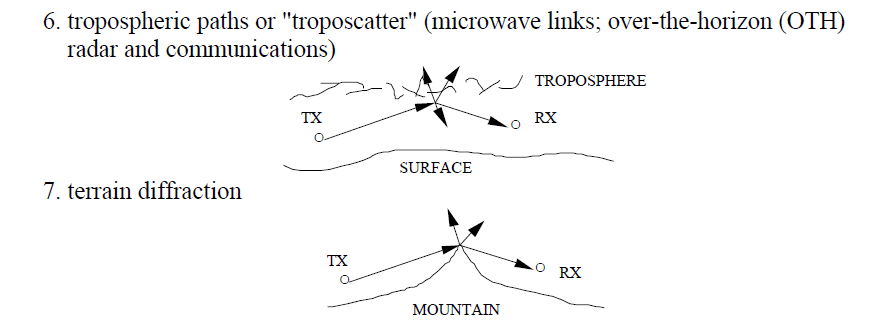 6. tropospheric paths or "troposcatter" (microwave links; over-the-horizon (OTH)
radar and communications)
TROPOSPHERE
TX
RX
SURFACE
7. terrain diffraction
TX
RX
MOUNTAIN